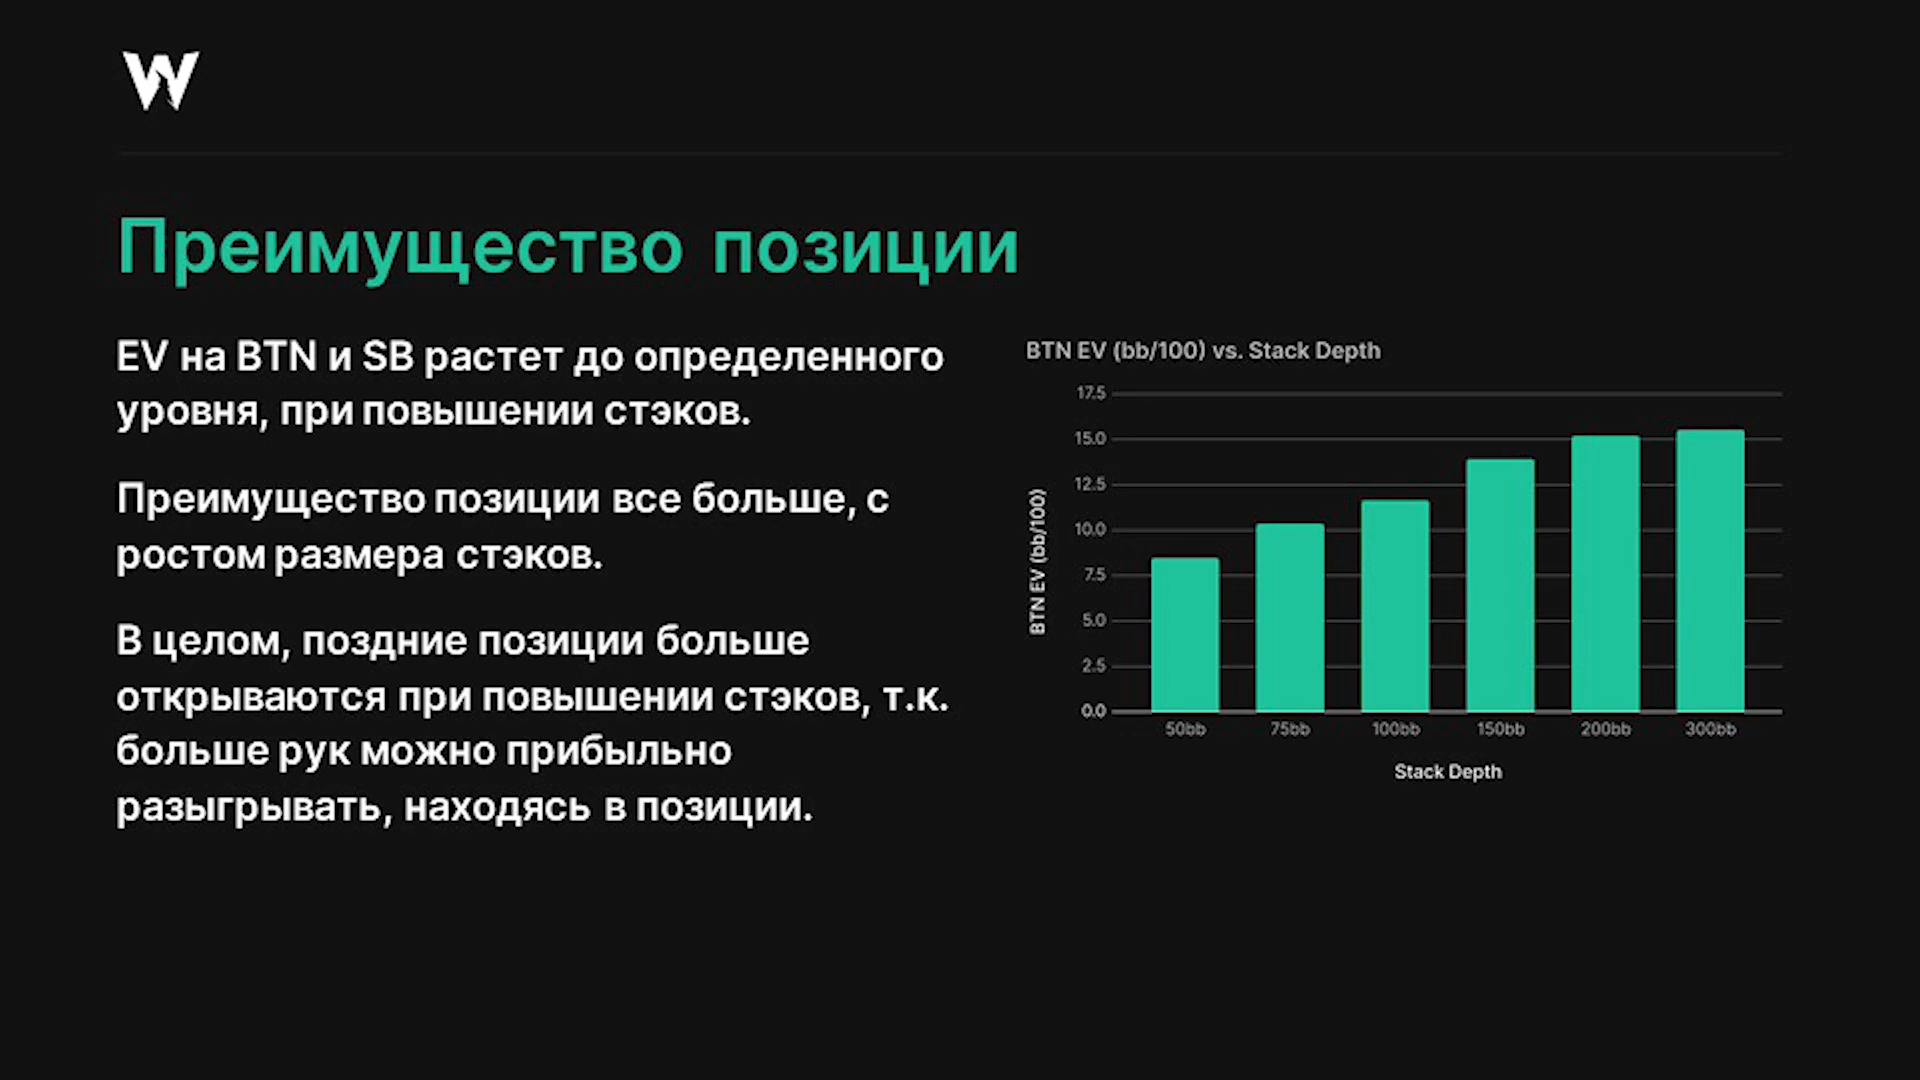 W
Преимущество позиции
EV на BTN и SB растет до определенного
уровня, при повышении стэков.
Преимущество позиции все больше, с
ростом размера стэков.
В целом, поздние позиции больше
открываются при повышении стэков, т.к.
больше рук можно прибыльно
разыгрывать, находясь в позиции.
BTN EV (bb/100) vs. Stack Depth
BTN EV (bb/100)
17.5
15.0
12.5
10.0
7.5
5.0
2.5
0.0
50bb 75bb 100bb 150bb 200bb 300bb
Stack Depth